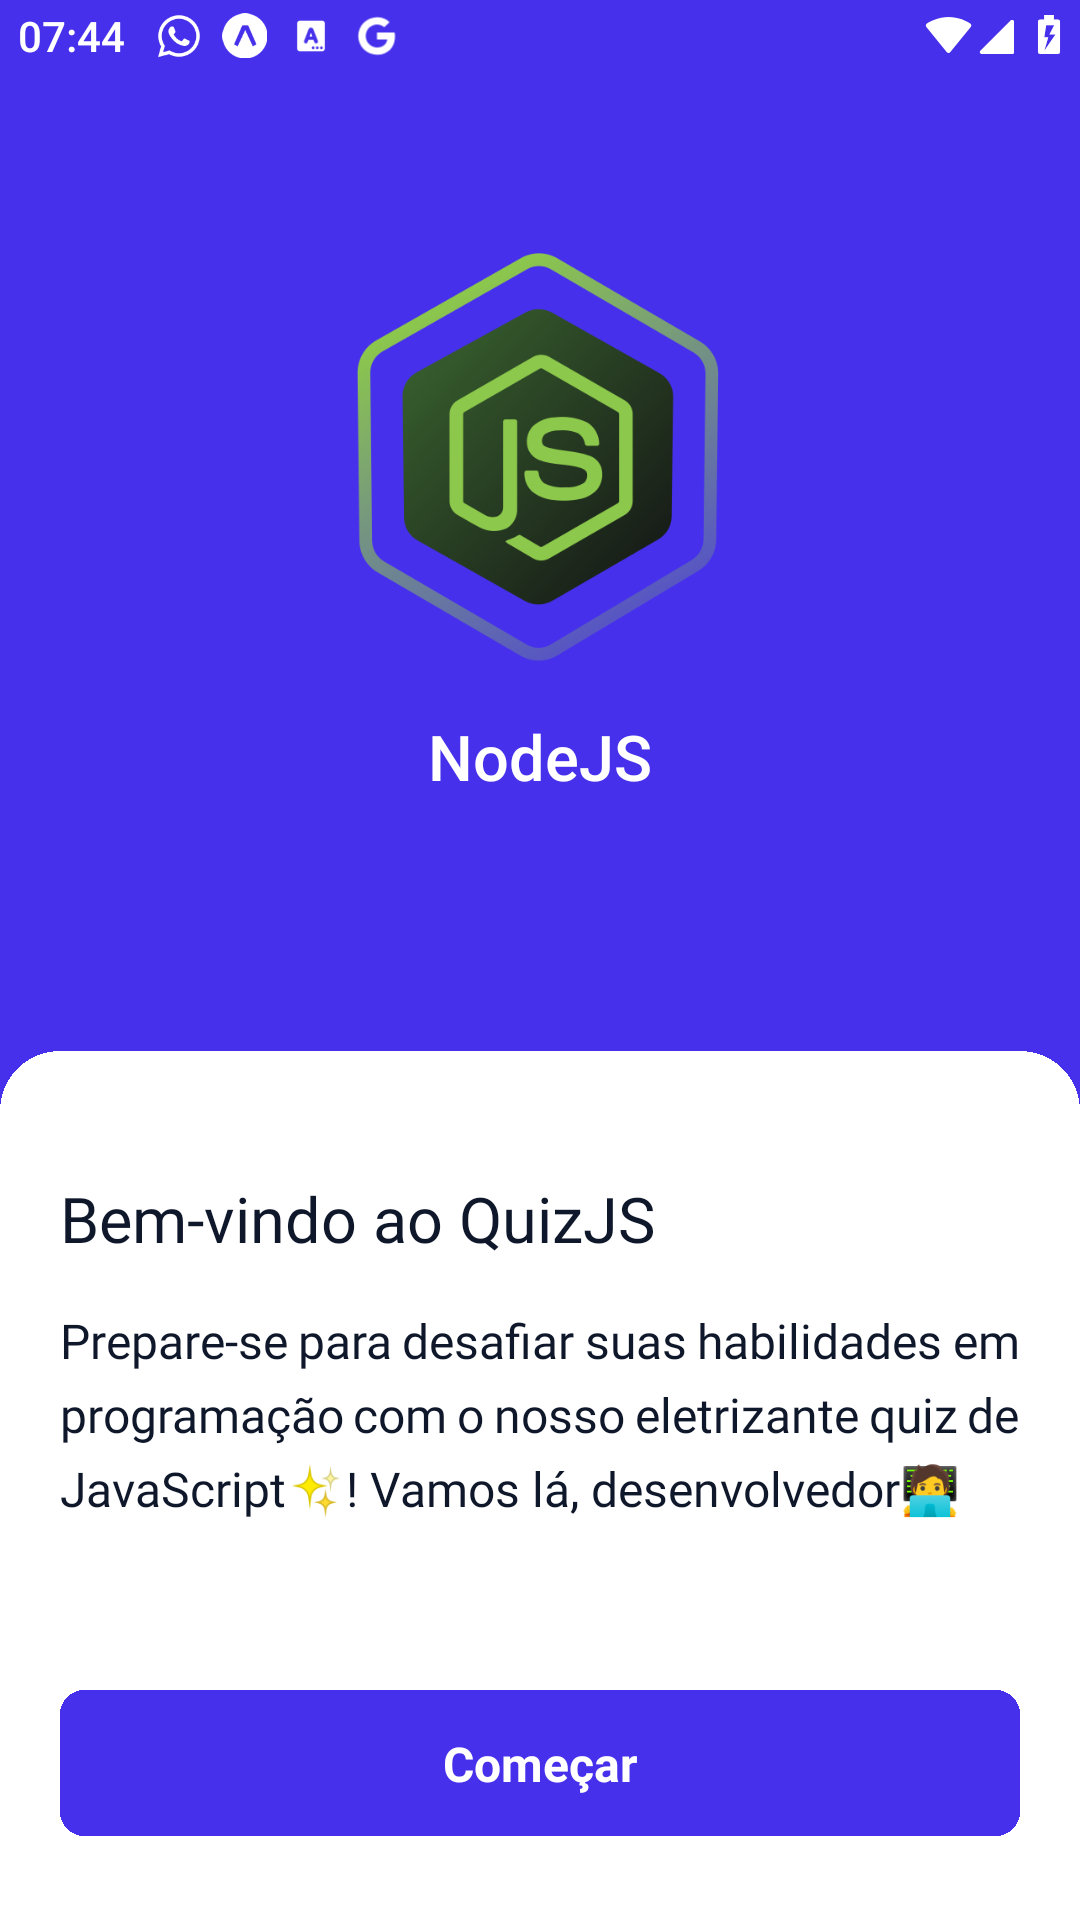 07:44
JS
NodeJS
Bem-vindo ao QuizJS
Prepare-se para desafiar suas habilidades em
programação com o nosso eletrizante quiz de
JavaScript✨! Vamos lá, desenvolvedor🧑‍💻
Começar